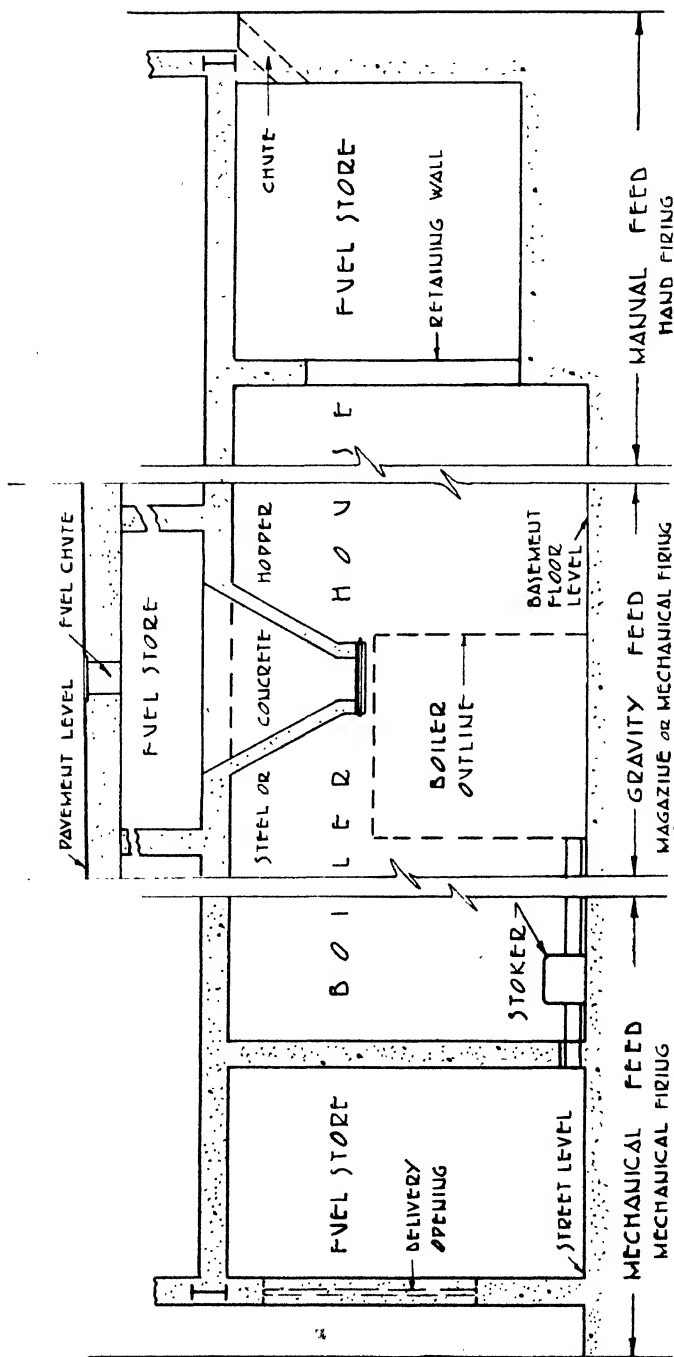 PAVEMENT LEVEL
FUEL CHUTE
FUEL STORE
STEEL OR CONCRETE HOPPER
CHUTE
FUEL STORE
DELIVERY
OPENING
STREET LEVEL
BOILER HOUSE
STOKER
BOILER
OUTLINE
BASEMENT
FLOOR
LEVEL
FUEL STORE
RETAINING WALL
MECHANICAL FEED
MECHANICAL FIRING
GRAVITY FEED
MAGAZINE OR MECHANICAL FIRING
MANUAL FEED
HAND FIRING